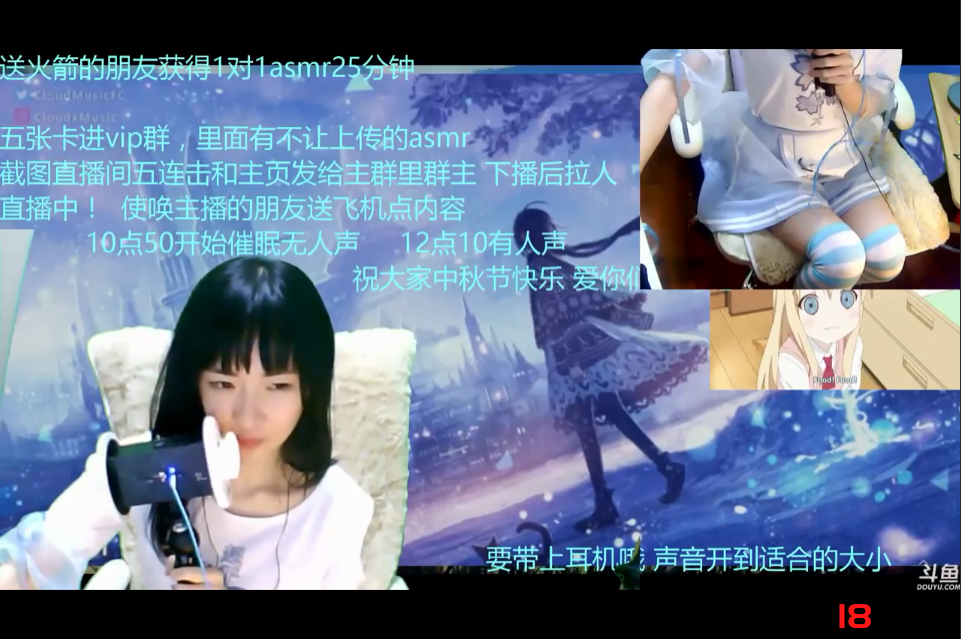 送火箭的朋友获得1对1asmr25分钟
CloudMusicFC
CloudxMusic
五张卡进vip群，里面有不让上传的asmr
截图直播间五连击和主页发给主群里群主 下播后拉人
直播中！ 使唤主播的朋友送飞机点内容
10点50开始催眠无人声 12点10有人声
祝大家中秋节快乐 爱你们
要带上耳机哦 声音开到适合的大小
斗鱼
DOUYU.COM
18